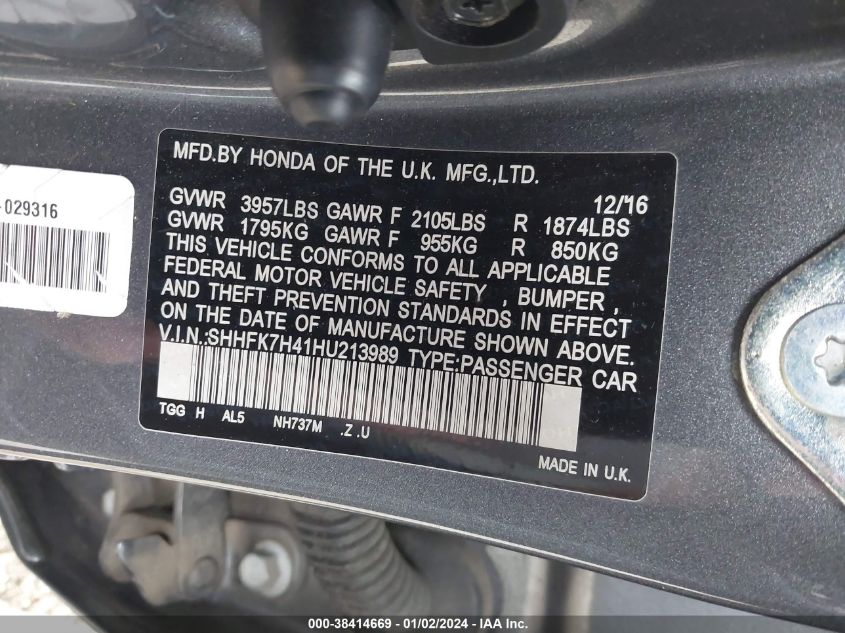 MFD.BY HONDA OF THE U.K. MFG.,LTD.
12/16
GVWR 3957LBS GAWR F 2105LBS R 1874LBS
GVWR 1795KG GAWR F 955KG R 850KG
THIS VEHICLE CONFORMS TO ALL APPLICABLE
FEDERAL MOTOR VEHICLE SAFETY , BUMPER ,
AND THEFT PREVENTION STANDARDS IN EFFECT
ON THE DATE OF MANUFACTURE SHOWN ABOVE.
V.I.N.:SHHFK7H41HU213989 TYPE:PASSENGER CAR
TGG H AL5 NH737M .Z .U
MADE IN U.K.
-029316
000-38414669 - 01/02/2024 - IAA Inc.